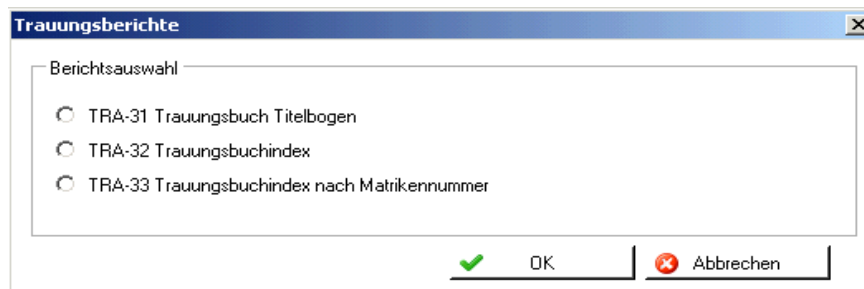 Trauungsberichte
Berichtsauswahl
TRA-31 Trauungsbuch Titelbogen
TRA-32 Trauungsbuchindex
TRA-33 Trauungsbuchindex nach Matrikennummer
OK Abbrechen